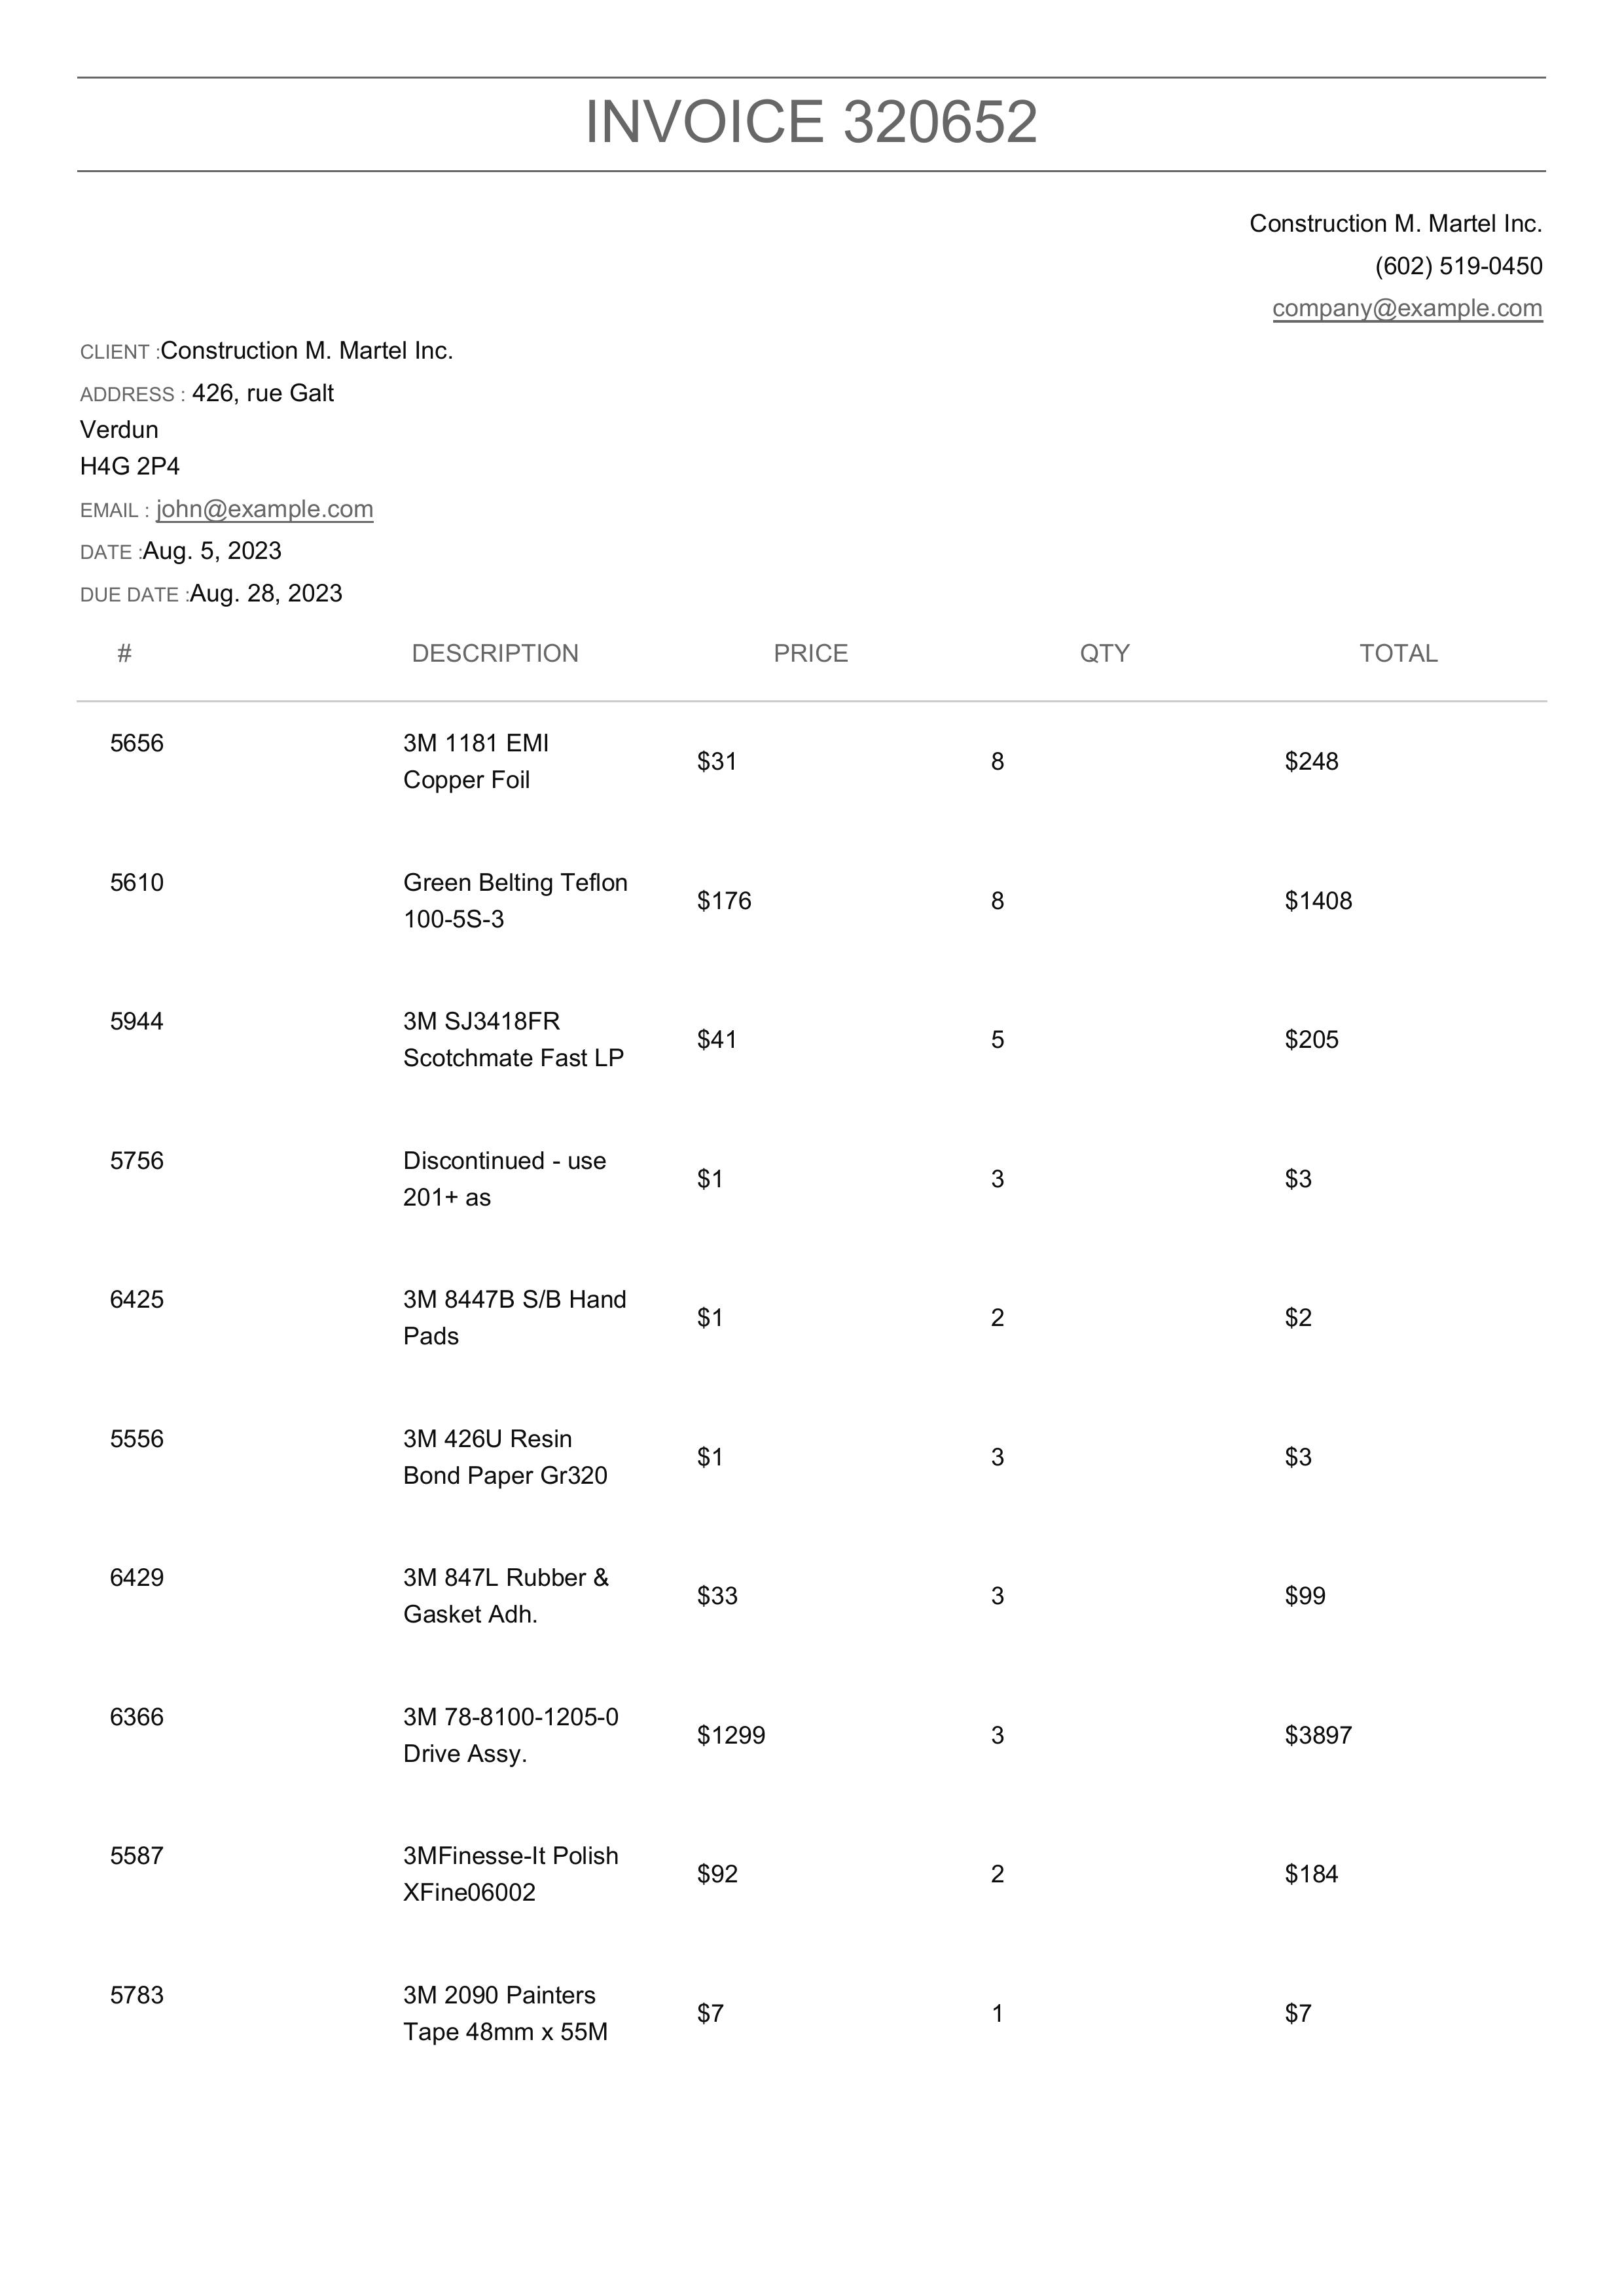 INVOICE 320652
Construction M. Martel Inc.
(602) 519-0450
company@example.com
CLIENT :Construction M. Martel Inc.
ADDRESS : 426, rue Galt
Verdun
H4G 2P4
EMAIL : john@example.com
DATE :Aug. 5, 2023
DUE DATE :Aug. 28, 2023
# DESCRIPTION PRICE QTY TOTAL
5656 3M 1181 EMI
Copper Foil $31 8 $248
5610 Green Belting Teflon
100-5S-3 $176 8 $1408
5944 3M SJ3418FR
Scotchmate Fast LP $41 5 $205
5756 Discontinued - use
201+ as $1 3 $3
6425 3M 8447B S/B Hand
Pads $1 2 $2
5556 3M 426U Resin
Bond Paper Gr320 $1 3 $3
6429 3M 847L Rubber &
Gasket Adh. $33 3 $99
6366 3M 78-8100-1205-0
Drive Assy. $1299 3 $3897
5587 3MFinesse-It Polish
XFine06002 $92 2 $184
5783 3M 2090 Painters
Tape 48mm x 55M $7 1 $7